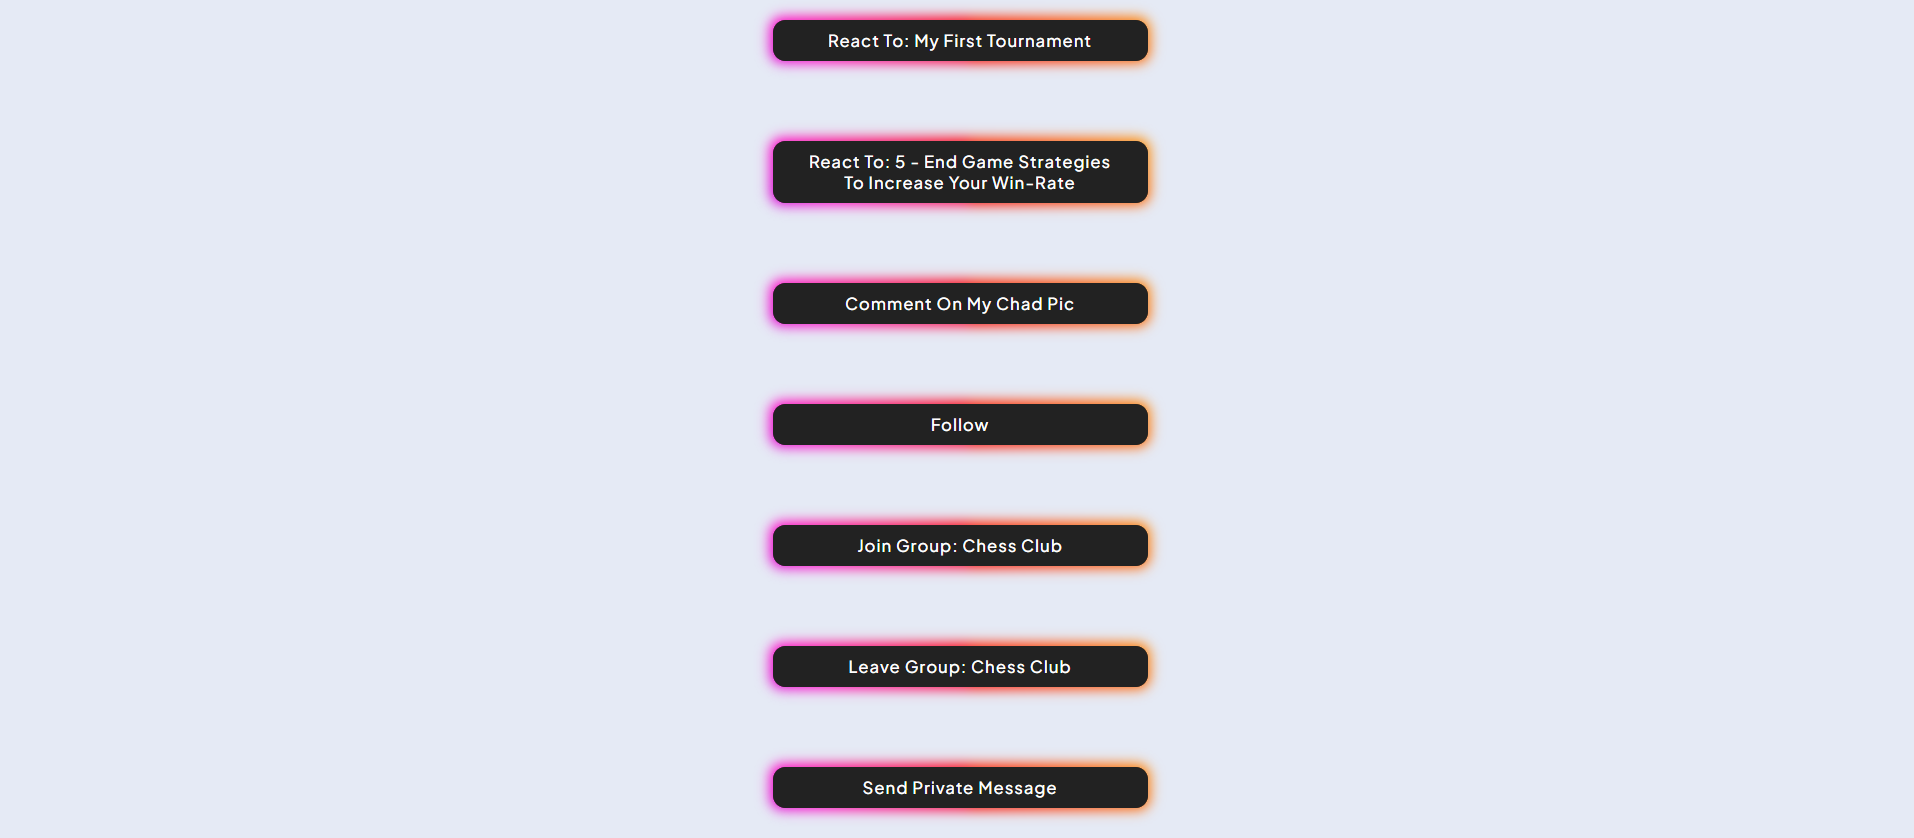 React To: My First Tournament
React To: 5 - End Game Strategies
To Increase Your Win-Rate
Comment On My Chad Pic
Follow
Join Group: Chess Club
Leave Group: Chess Club
Send Private Message